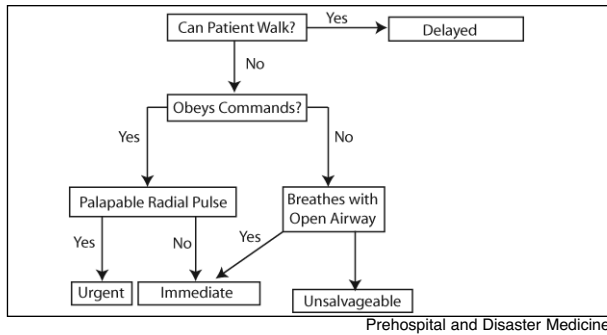 Can Patient Walk?
Yes
Delayed
No
Obeys Commands?
Yes
No
Palapable Radial Pulse
Breathes with
Open Airway
Yes
No
Yes
Urgent
Immediate
Unsalvageable
Prehospital and Disaster Medicine